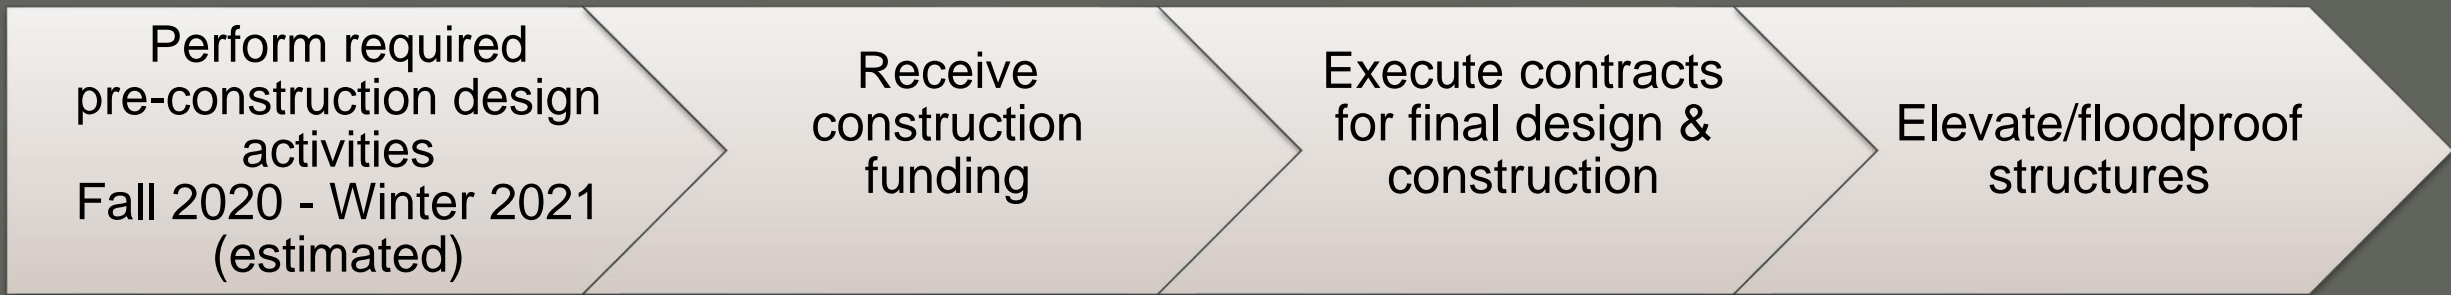 Perform required
pre-construction design
activities
Fall 2020 - Winter 2021
(estimated)
Receive
construction
funding
Execute contracts
for final design &
construction
Elevate/floodproof
structures